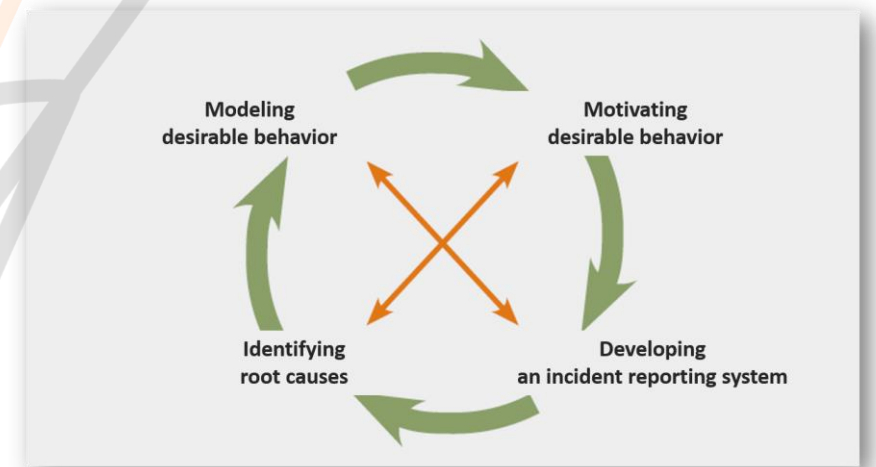 Modeling
desirable behavior
Motivating
desirable behavior
Identifying
root causes
Developing
an incident reporting system